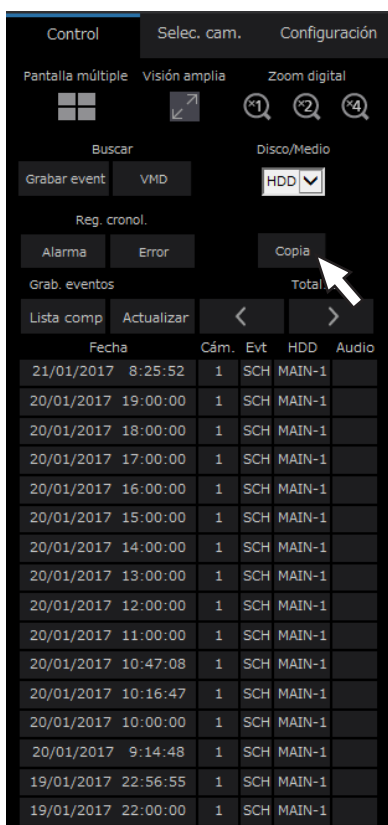 Control Selec. cam. Configuración
Pantalla múltiple Visión amplia Zoom digital
x1 x2 x4
Buscar Disco/Medio
Grabar event VMD HDD
Reg. cronol.
Alarma Error Copia
Grab. eventos Total
Lista comp Actualizar < >
Fecha Cám. Evt HDD Audio
21/01/2017 8:25:52 1 SCH MAIN-1
20/01/2017 19:00:00 1 SCH MAIN-1
20/01/2017 18:00:00 1 SCH MAIN-1
20/01/2017 17:00:00 1 SCH MAIN-1
20/01/2017 16:00:00 1 SCH MAIN-1
20/01/2017 15:00:00 1 SCH MAIN-1
20/01/2017 14:00:00 1 SCH MAIN-1
20/01/2017 13:00:00 1 SCH MAIN-1
20/01/2017 12:00:00 1 SCH MAIN-1
20/01/2017 11:00:00 1 SCH MAIN-1
20/01/2017 10:47:08 1 SCH MAIN-1
20/01/2017 10:16:47 1 SCH MAIN-1
20/01/2017 10:00:00 1 SCH MAIN-1
20/01/2017 9:14:48 1 SCH MAIN-1
19/01/2017 22:56:55 1 SCH MAIN-1
19/01/2017 22:00:00 1 SCH MAIN-1